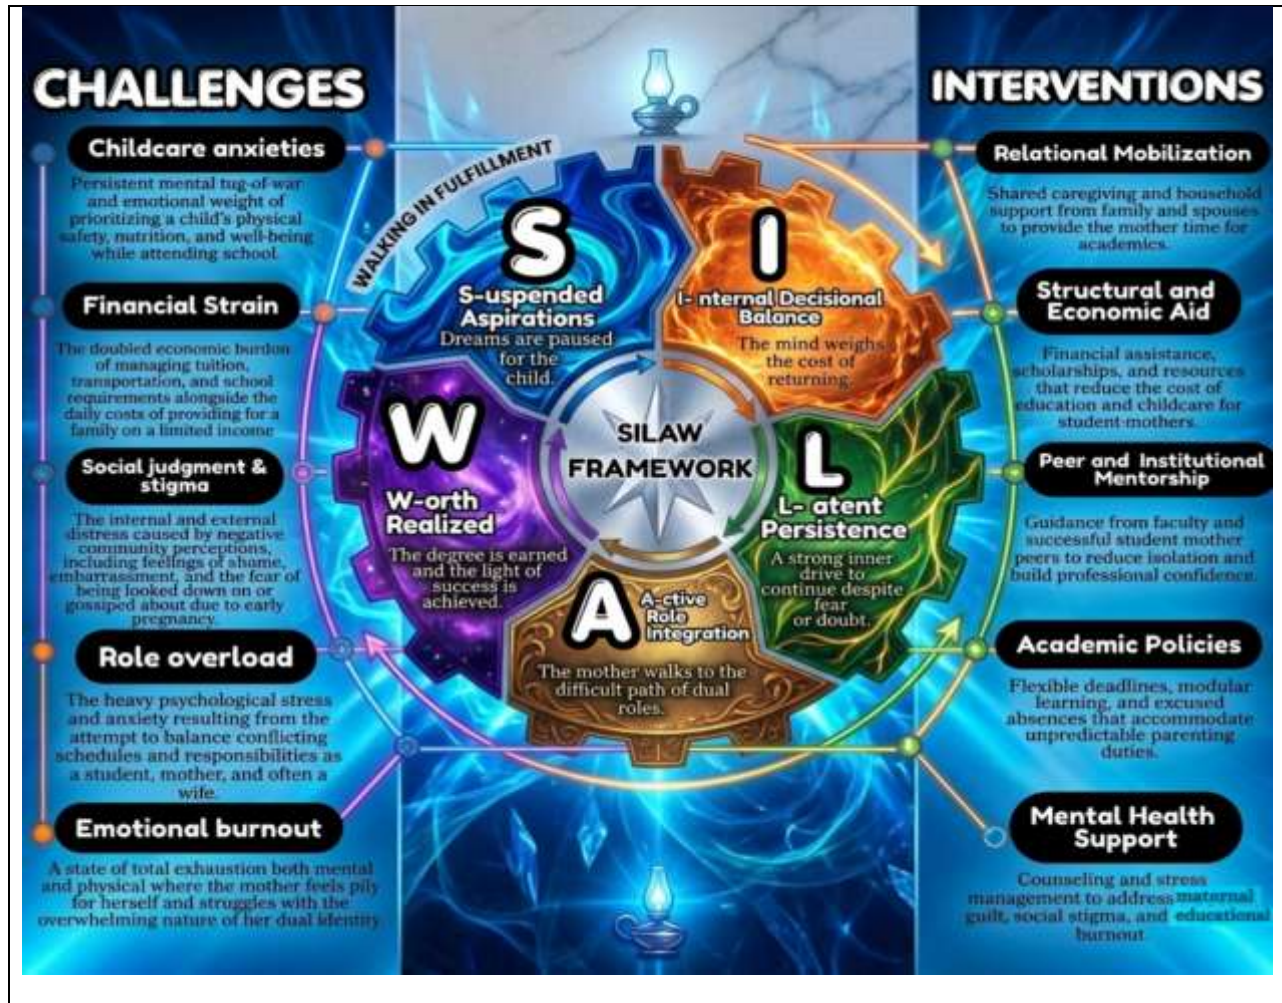 CHALLENGES
Childcare anxieties
Persistent mental tug-of-war
and emotional weight of
prioritizing a child's physical
safety, nutrition, and well-being
while attending school.
Financial Strain
The doubled economic burden
of managing tuition,
transportation, and school
requirements alongside the
daily costs of providing for a
family on a limited income
Social judgment &
stigma
The internal and external
distress caused by negative
community perceptions,
including feelings of shame,
embarrassment, and the fear of
being looked down on or
gossiped about due to early
pregnancy.
Role overload
The heavy psychological stress
and anxiety resulting from the
attempt to balance conflicting
schedules and responsibilities as
a student, mother, and often a
wife.
Emotional burnout
A state of total exhaustion both mental
and physical where the mother feels pily
for herself and struggles with the
overwhelming nature of her dual identity.
WALKING IN FULFILLMENT
S
S-uspended
Aspirations
Dreams are paused
for the
child.
I
I- nternal Decisional
Balance
The mind weighs
the cost of
returning.
L
L- atent
Persistence
A strong inner
drive to
continue despite
fear
or doubt.
A
A-ctive
Role
Integration
The mother walks to the
difficult path of dual
roles.
W
W-orth
Realized
The degree is earned
and the light of
success is
achieved.
SILAW
FRAMEWORK
INTERVENTIONS
Relational Mobilization
Shared caregiving and household
support from family and spouses
to provide the mother time for
academics.
Structural and
Economic Aid
Financial assistance,
scholarships, and resources
that reduce the cost of
education and childcare for
student-mothers.
Peer and Institutional
Mentorship
Guidance from faculty and
successful student mother
peers to reduce isolation and
build professional confidence.
Academic Policies
Flexible deadlines, modular
learning, and excused
absences that accommodate
unpredictable parenting
duties.
Mental Health
Support
Counseling and stress
management to address maternal
guilt, social stigma, and educational
burnout